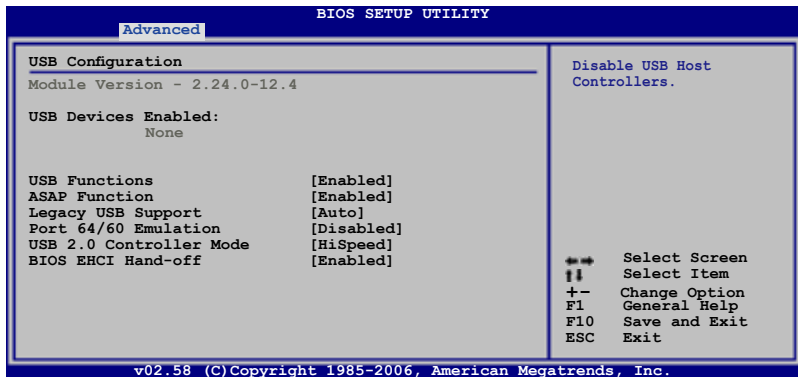 BIOS SETUP UTILITY
Advanced
USB Configuration
Module Version - 2.24.0-12.4
USB Devices Enabled:
None
USB Functions [Enabled]
ASAP Function [Enabled]
Legacy USB Support [Auto]
Port 64/60 Emulation [Disabled]
USB 2.0 Controller Mode [HiSpeed]
BIOS EHCI Hand-off [Enabled]
Disable USB Host
Controllers.
←→ Select Screen
↑↓ Select Item
+- Change Option
F1 General Help
F10 Save and Exit
ESC Exit
v02.58 (C)Copyright 1985-2006, American Megatrends, Inc.